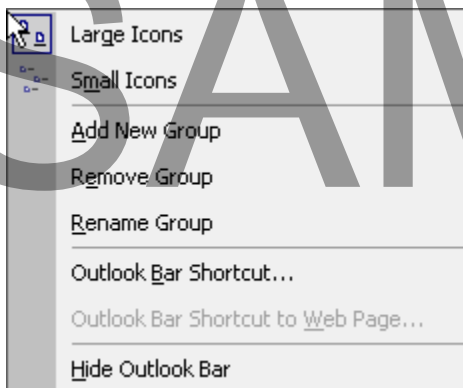 Large Icons
Small Icons
Add New Group
Remove Group
Rename Group
Outlook Bar Shortcut...
Outlook Bar Shortcut to Web Page...
Hide Outlook Bar